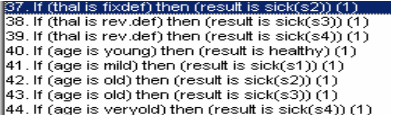 37. If (thal is fixdef) then (result is sick(s2)) (1)
38. If (thal is rev.def) then (result is sick(s3)) (1)
39. If (thal is rev.def) then (result is sick(s4)) (1)
40. If (age is young) then (result is healthy) (1)
41. If (age is mild) then (result is sick(s1)) (1)
42. If (age is old) then (result is sick(s2)) (1)
43. If (age is old) then (result is sick(s3)) (1)
44. If (age is veryold) then (result is sick(s4)) (1)